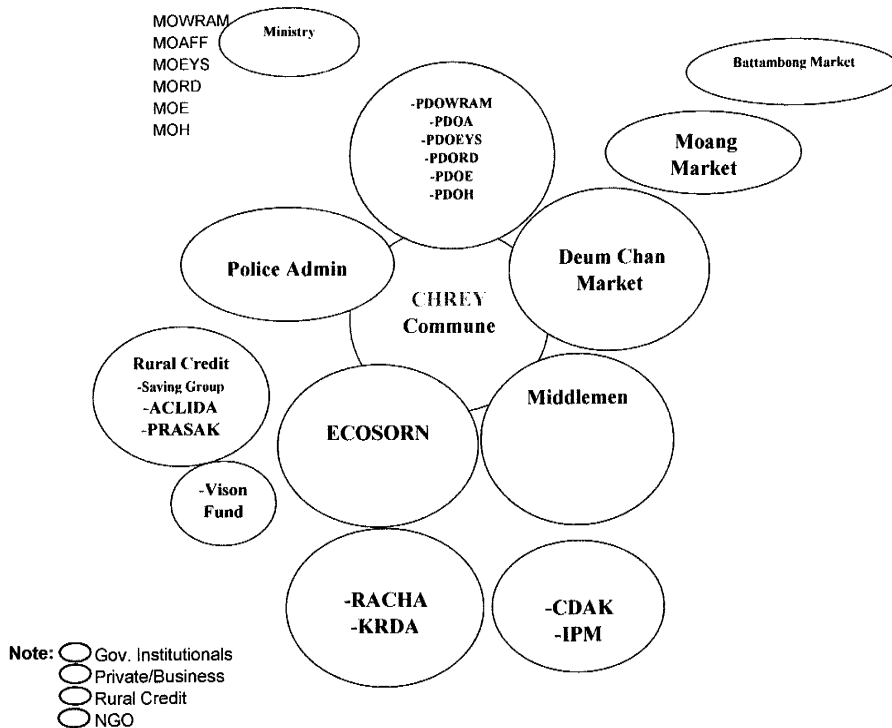 MOWRAM
MOAFF
MOEYS
MORD
MOE
MOH
Ministry
Battambong Market
Moang
Market
-PDOWRAM
-PDOA
-PDOEYS
-PDORD
-PDOE
-PDOH
Police Admin
Deum Chan
Market
CHREY
Commune
Rural Credit
-Saving Group
-ACLIDA
-PRASAK
Middlemen
ECOSORN
-Vison
Fund
-RACHA
-KRDA
-CDAK
-IPM
Note: Gov. Institutionals
Private/Business
Rural Credit
NGO